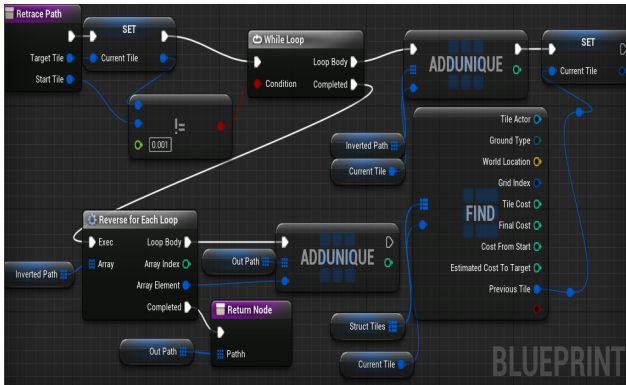 Retrace Path
Target Tile
Start Tile
SET
Current Tile
!=
0.001
While Loop
Loop Body
Condition
Completed
ADDUNIQUE
SET
Current Tile
Inverted Path
Current Tile
Tile Actor
Ground Type
World Location
Grid Index
FIND
Tile Cost
Final Cost
Cost From Start
Estimated Cost To Target
Previous Tile
Reverse for Each Loop
Exec
Loop Body
Array
Array Index
Array Element
Completed
Inverted Path
Out Path
ADDUNIQUE
Return Node
Out Path
Pathh
Struct Tiles
Current Tile
BLUEPRINT